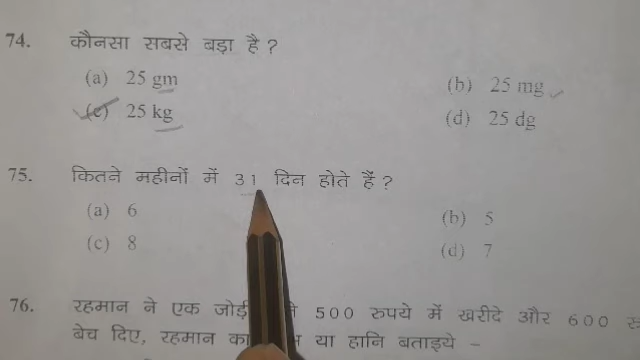 74. कौनसा सबसे बड़ा है ?
(a) 25 gm (b) 25 mg
(c) 25 kg (d) 25 dg
75. कितने महीनों में 31 दिन होते हैं ?
(a) 6 (b) 5
(c) 8 (d) 7
76. रहमान ने एक जोड़ी 500 रुपये में खरीदे और 600
बेच दिए, रहमान का या हानि बताइये –